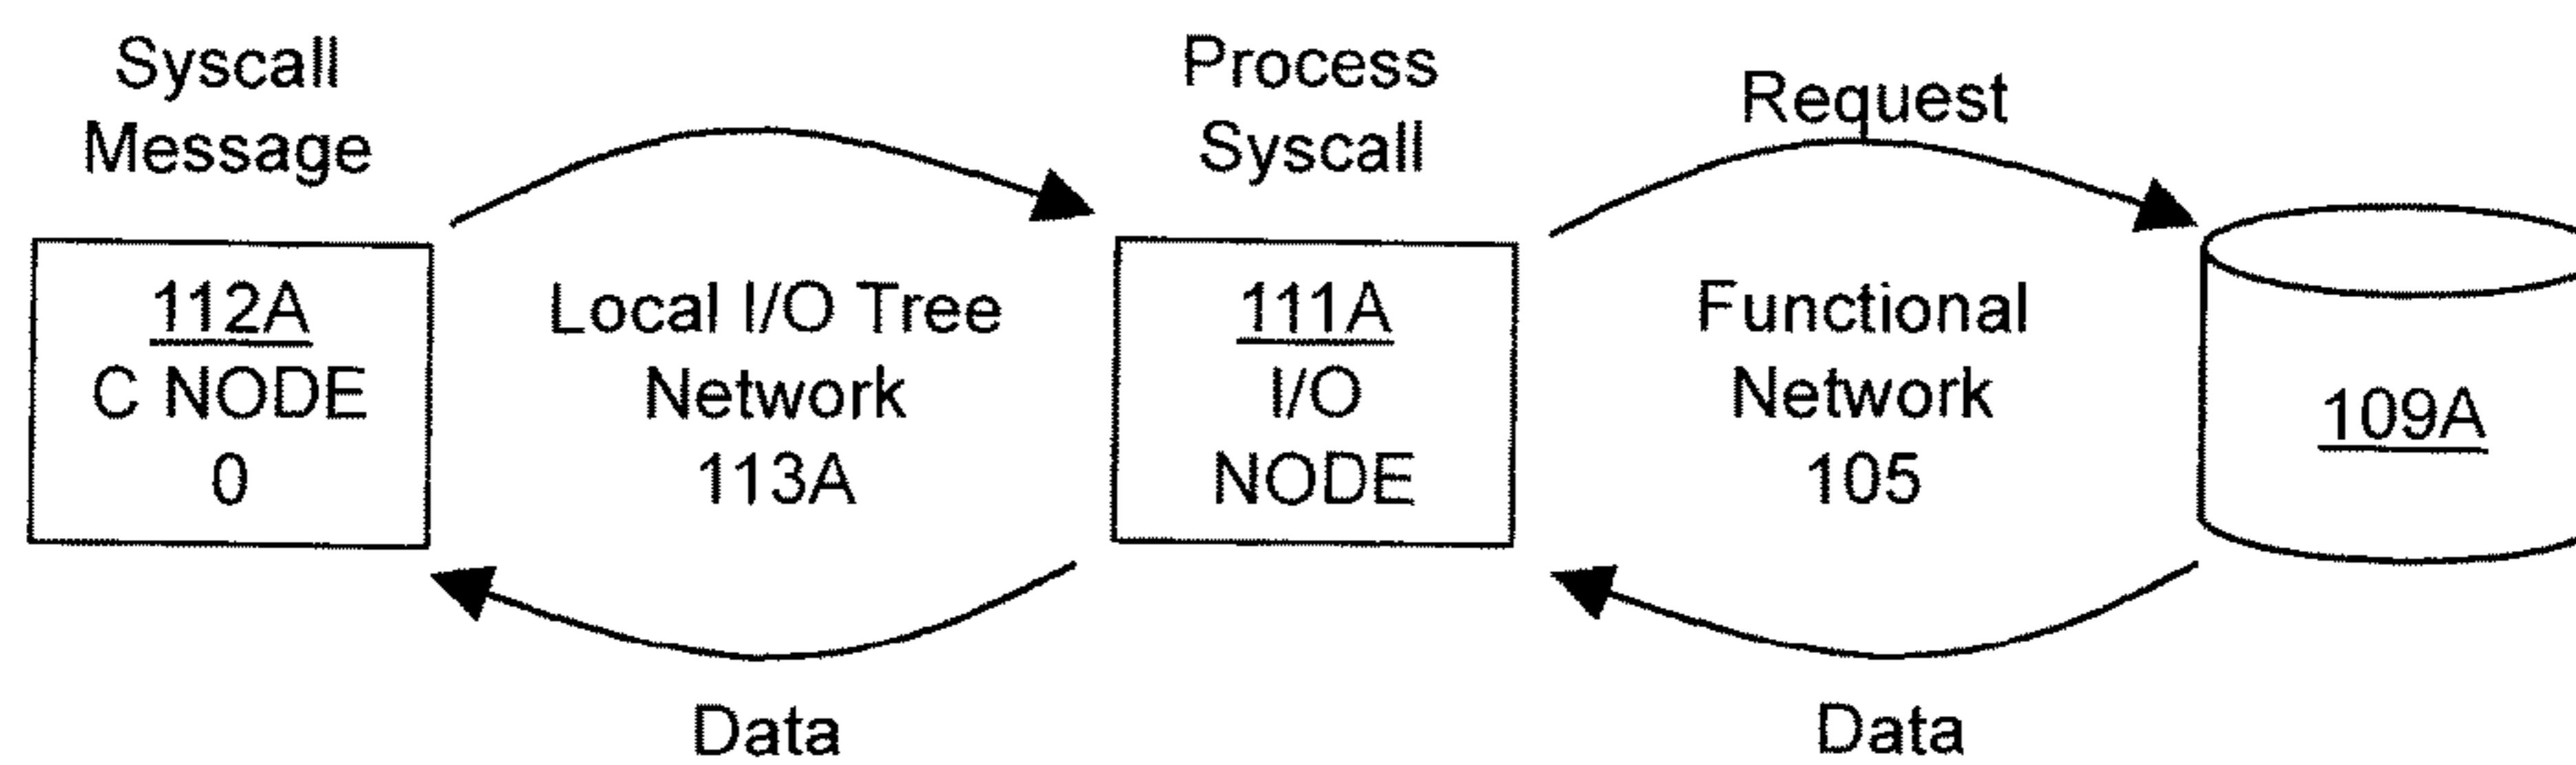 Syscall
Message
Process
Syscall
Request
112A
C NODE
0
Local I/O Tree
Network
113A
111A
I/O
NODE
Functional
Network
105
109A
Data
Data